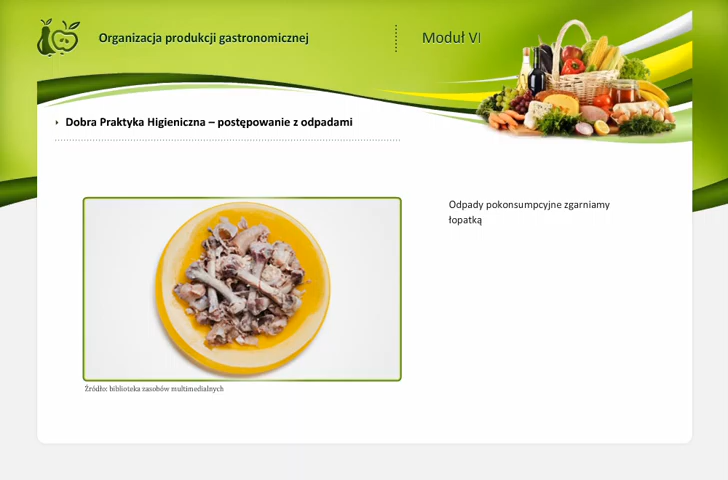 Organizacja produkcji gastronomicznej
Moduł VI
Dobra Praktyka Higieniczna – postępowanie z odpadami
Odpady pokonsumpcyjne zgarniamy
łopatką
Źródło: biblioteka zasobów multimedialnych